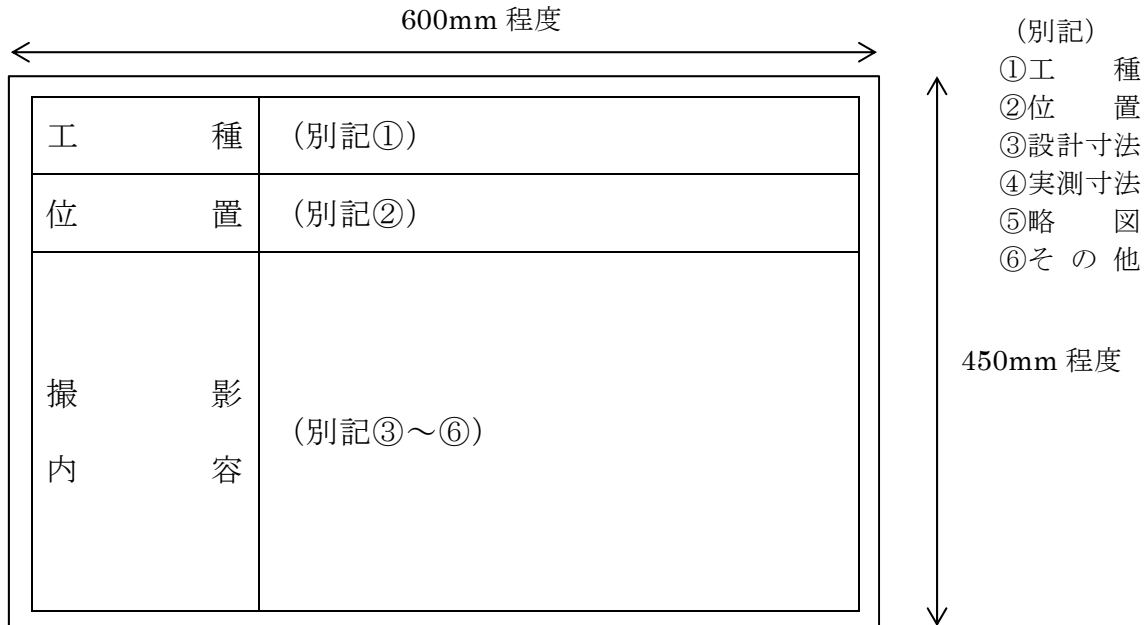 600mm 程度
工　　種 (別記①)
位　　置 (別記②)
撮　　影
内　　容
(別記③～⑥)
(別記)
①工　　種
②位　　置
③設計寸法
④実測寸法
⑤略　　図
⑥そ の 他
450mm 程度